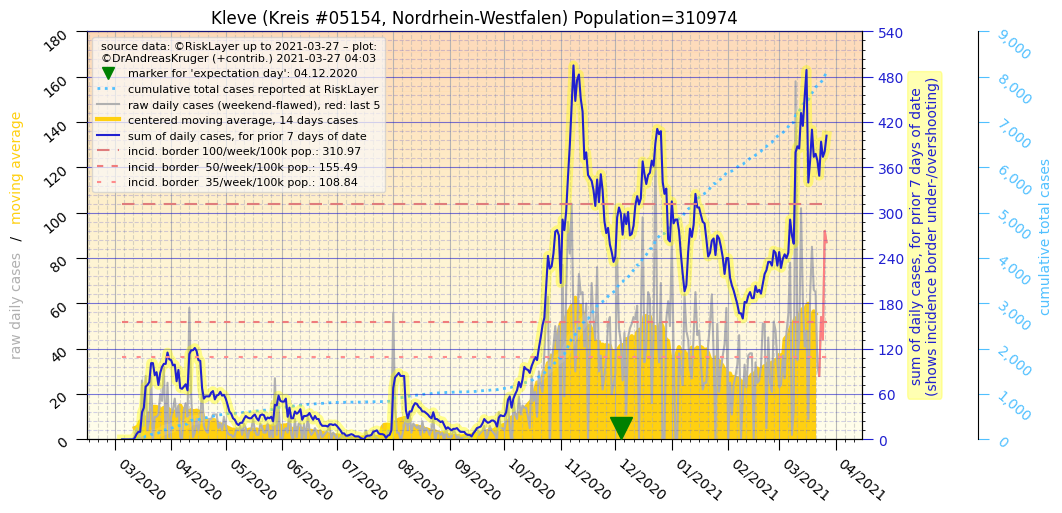 Kleve (Kreis #05154, Nordrhein-Westfalen) Population=310974
source data: ©RiskLayer up to 2021-03-27 – plot:
©DrAndreasKruger (+contrib.) 2021-03-27 04:03
marker for 'expectation day': 04.12.2020
cumulative total cases reported at RiskLayer
raw daily cases (weekend-flawed), red: last 5
centered moving average, 14 days cases
sum of daily cases, for prior 7 days of date
incid. border 100/week/100k pop.: 310.97
incid. border  50/week/100k pop.: 155.49
incid. border  35/week/100k pop.: 108.84
raw daily cases / moving average
180
160
140
120
100
80
60
40
20
0
03/2020
04/2020
05/2020
06/2020
07/2020
08/2020
09/2020
10/2020
11/2020
12/2020
01/2021
02/2021
03/2021
04/2021
540
480
420
360
300
240
180
120
60
0
sum of daily cases, for prior 7 days of date
(shows incidence border under-/overshooting)
9,000
8,000
7,000
6,000
5,000
4,000
3,000
2,000
1,000
0
cumulative total cases